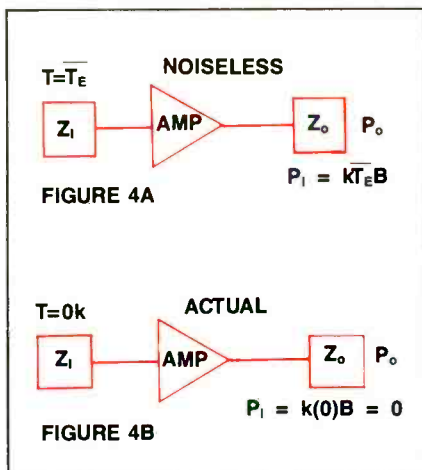 NOISELESS
T=T̅E̅
ZI
AMP
Zo
Po
PI = kT̅E̅B
FIGURE 4A
ACTUAL
T=0k
ZI
AMP
Zo
Po
PI = k(0)B = 0
FIGURE 4B